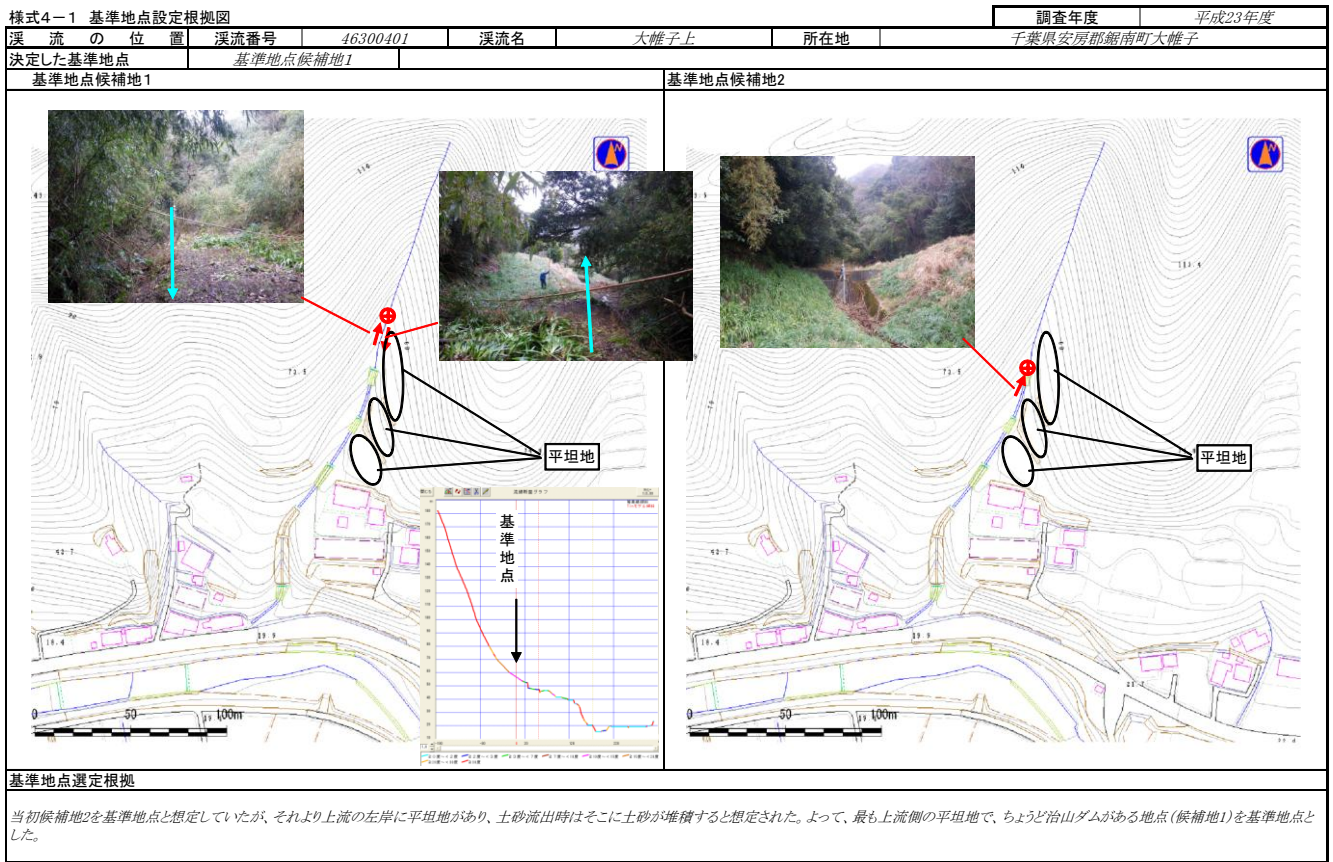 様式4-1 基準地点設定根拠図
調査年度 平成23年度
渓流の位置 渓流番号 46300401 渓流名 大帷子上 所在地 千葉県安房郡鋸南町大帷子
決定した基準地点 基準地点候補地1
基準地点候補地1
基準地点候補地2
平坦地
基準地点
0 50 100m
平坦地
0 50 100m
基準地点選定根拠
当初候補地2を基準地点と想定していたが、それより上流の左岸に平坦地があり、土砂流出時はそこに土砂が堆積すると想定された。よって、最も上流側の平坦地で、ちょうど治山ダムがある地点(候補地1)を基準地点と
した。